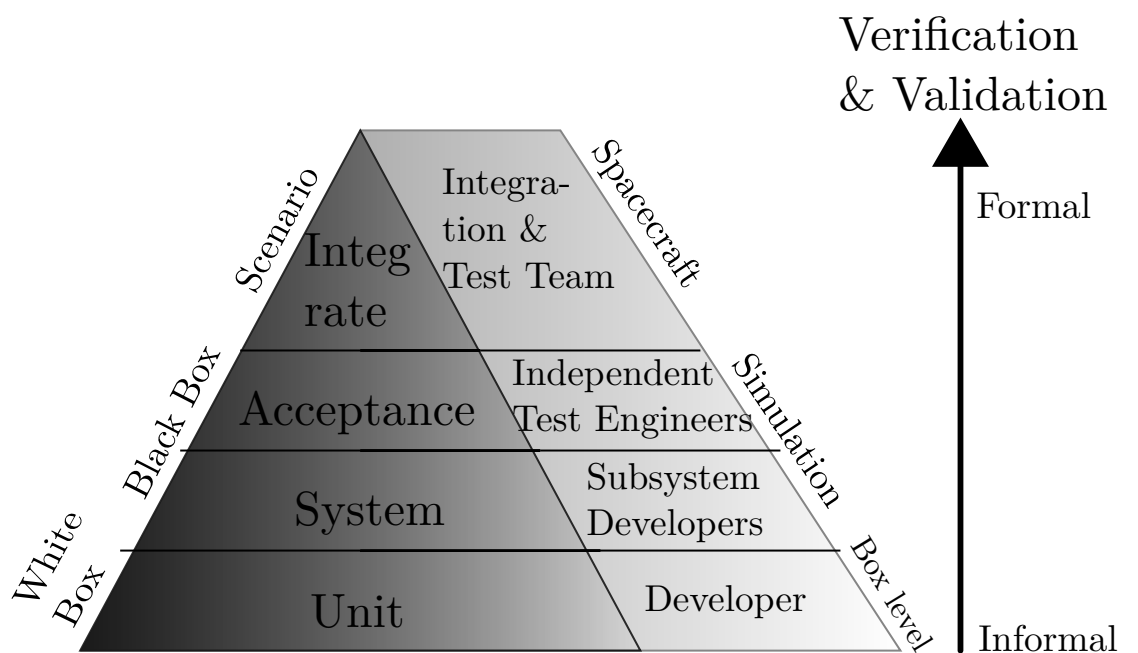 Verification
& Validation
Formal
Informal
Scenario
Black Box
White
Box
Integ
rate
Acceptance
System
Unit
Integra-
tion &
Test Team
Independent
Test Engineers
Subsystem
Developers
Developer
Spacecraft
Simulation
Box level